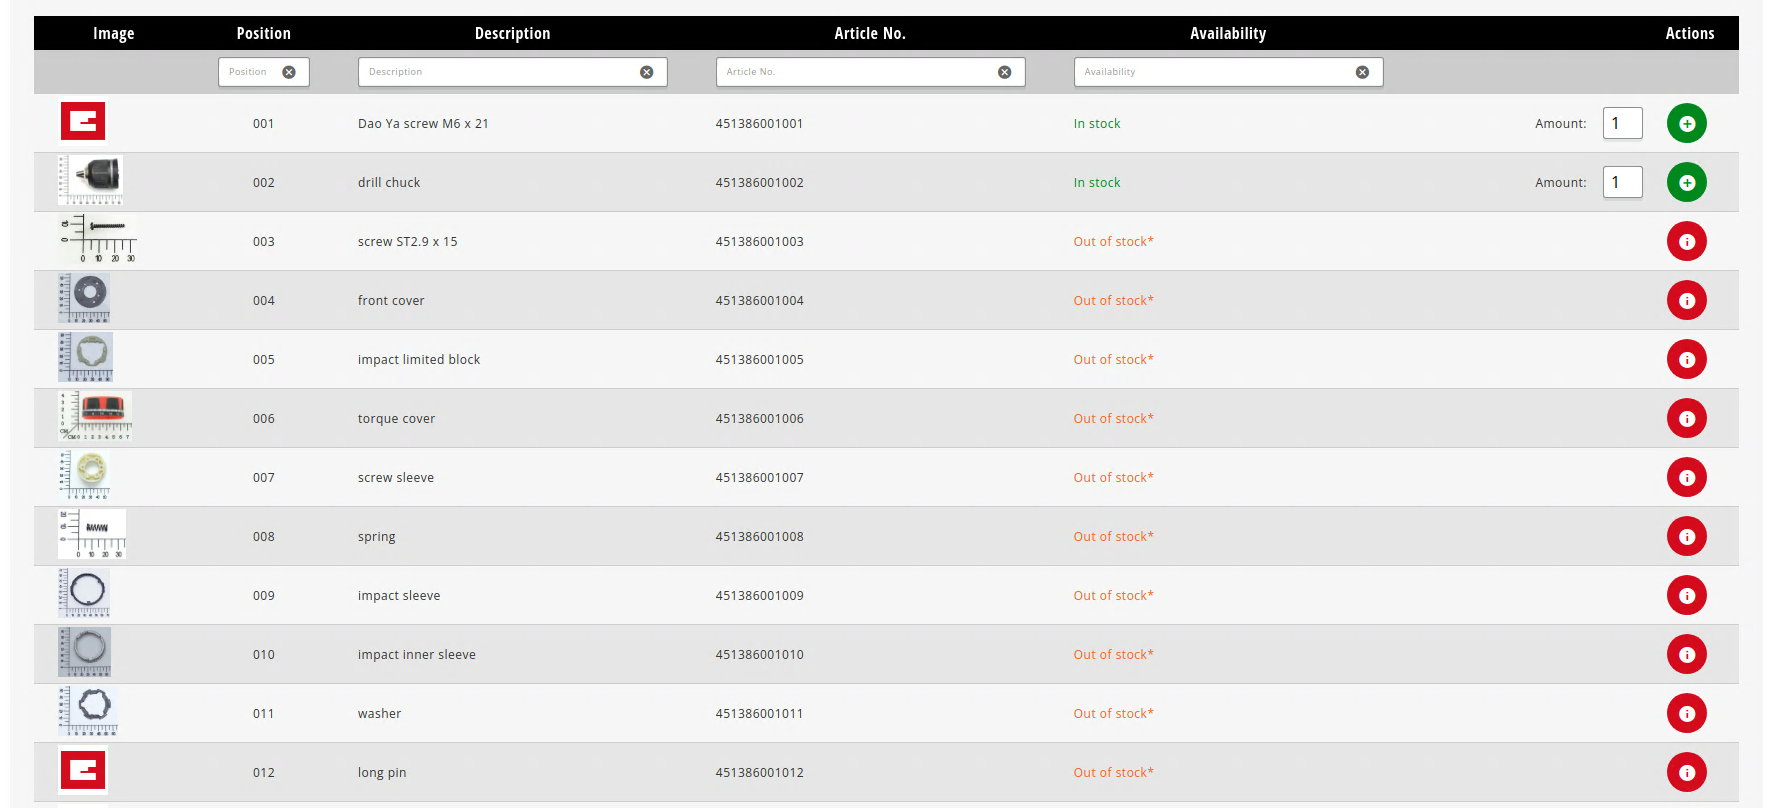 Image Position Description Article No. Availability Actions
Position Description Article No. Availability
001 Dao Ya screw M6 x 21 451386001001 In stock Amount: 1
002 drill chuck 451386001002 In stock Amount: 1
003 screw ST2.9 x 15 451386001003 Out of stock*
004 front cover 451386001004 Out of stock*
005 impact limited block 451386001005 Out of stock*
006 torque cover 451386001006 Out of stock*
007 screw sleeve 451386001007 Out of stock*
008 spring 451386001008 Out of stock*
009 impact sleeve 451386001009 Out of stock*
010 impact inner sleeve 451386001010 Out of stock*
011 washer 451386001011 Out of stock*
012 long pin 451386001012 Out of stock*